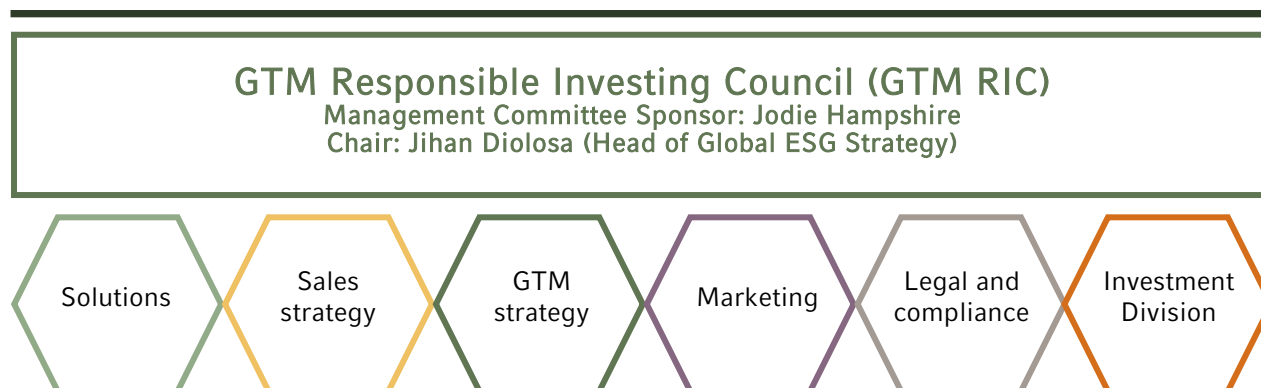 GTM Responsible Investing Council (GTM RIC)
Management Committee Sponsor: Jodie Hampshire
Chair: Jihan Diolosa (Head of Global ESG Strategy)
Solutions
Sales
strategy
GTM
strategy
Marketing
Legal and
compliance
Investment
Division